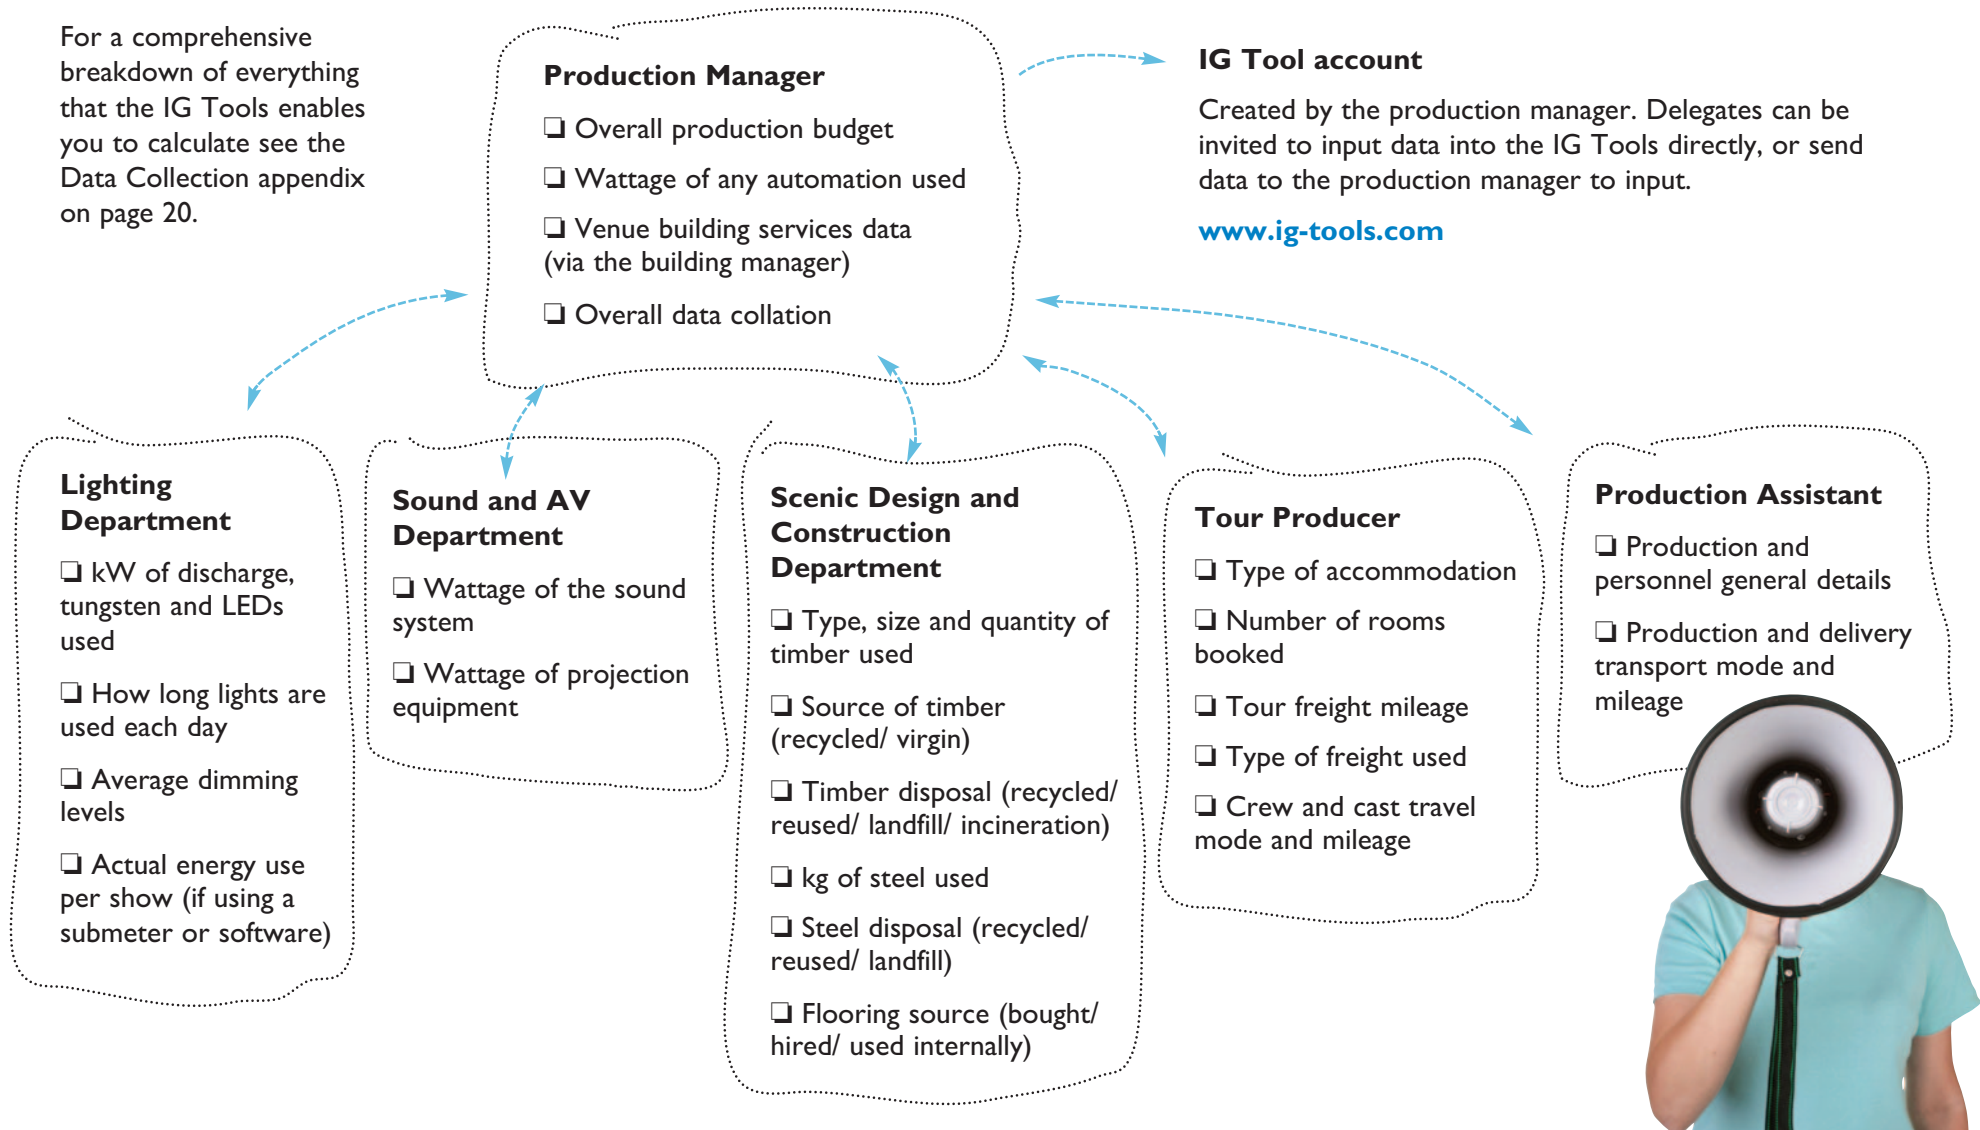 For a comprehensive
breakdown of everything
that the IG Tools enables
you to calculate see the
Data Collection appendix
on page 20.
Production Manager
❏ Overall production budget
❏ Wattage of any automation used
❏ Venue building services data
(via the building manager)
❏ Overall data collation
IG Tool account
Created by the production manager. Delegates can be
invited to input data into the IG Tools directly, or send
data to the production manager to input.
www.ig-tools.com
Lighting
Department
❏ kW of discharge,
tungsten and LEDs
used
❏ How long lights are
used each day
❏ Average dimming
levels
❏ Actual energy use
per show (if using a
submeter or software)
Sound and AV
Department
❏ Wattage of the sound
system
❏ Wattage of projection
equipment
Scenic Design and
Construction
Department
❏ Type, size and quantity of
timber used
❏ Source of timber
(recycled/ virgin)
❏ Timber disposal (recycled/
reused/ landfill/ incineration)
❏ kg of steel used
❏ Steel disposal (recycled/
reused/ landfill)
❏ Flooring source (bought/
hired/ used internally)
Tour Producer
❏ Type of accommodation
❏ Number of rooms
booked
❏ Tour freight mileage
❏ Type of freight used
❏ Crew and cast travel
mode and mileage
Production Assistant
❏ Production and
personnel general details
❏ Production and delivery
transport mode and
mileage